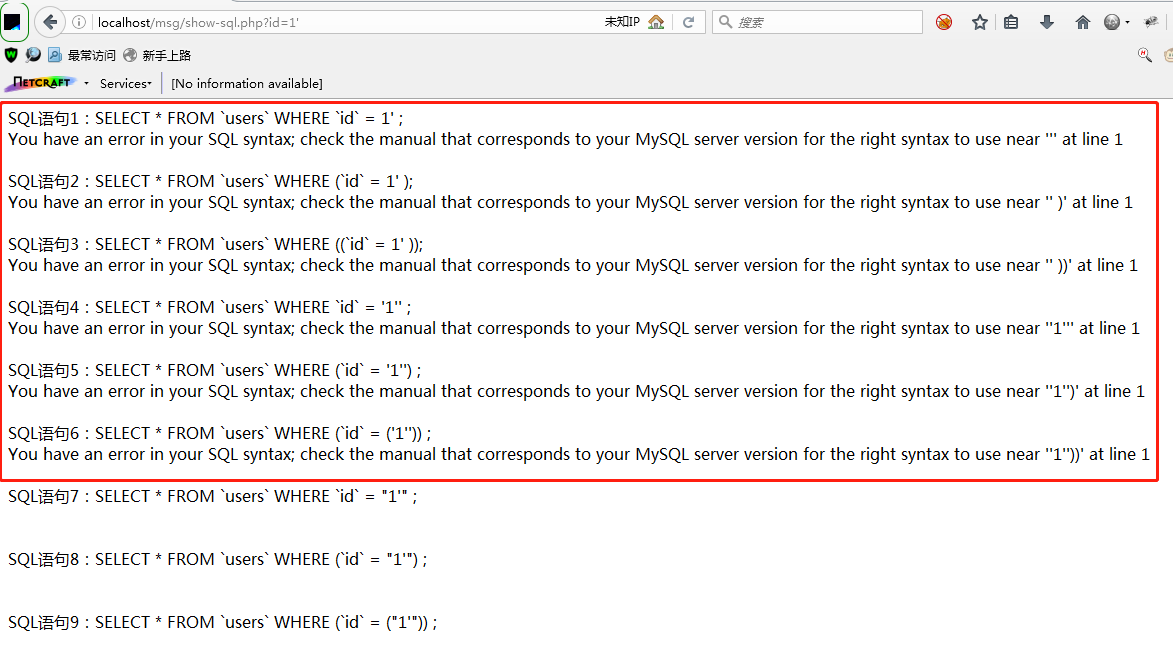 localhost/msg/show-sql.php?id=1' 未知IP 搜索
最常访问 新手上路
NETCRAFT Services [No information available]
SQL语句1：SELECT * FROM `users` WHERE `id` = 1' ;
You have an error in your SQL syntax; check the manual that corresponds to your MySQL server version for the right syntax to use near ''' at line 1
SQL语句2：SELECT * FROM `users` WHERE (`id` = 1' );
You have an error in your SQL syntax; check the manual that corresponds to your MySQL server version for the right syntax to use near '' )' at line 1
SQL语句3：SELECT * FROM `users` WHERE ((`id` = 1' ));
You have an error in your SQL syntax; check the manual that corresponds to your MySQL server version for the right syntax to use near '' ))' at line 1
SQL语句4：SELECT * FROM `users` WHERE `id` = '1'' ;
You have an error in your SQL syntax; check the manual that corresponds to your MySQL server version for the right syntax to use near ''1''' at line 1
SQL语句5：SELECT * FROM `users` WHERE (`id` = '1'') ;
You have an error in your SQL syntax; check the manual that corresponds to your MySQL server version for the right syntax to use near ''1'')' at line 1
SQL语句6：SELECT * FROM `users` WHERE (`id` = ('1'')) ;
You have an error in your SQL syntax; check the manual that corresponds to your MySQL server version for the right syntax to use near ''1''))' at line 1
SQL语句7：SELECT * FROM `users` WHERE `id` = "1'" ;
SQL语句8：SELECT * FROM `users` WHERE (`id` = "1'") ;
SQL语句9：SELECT * FROM `users` WHERE (`id` = ("1'")) ;